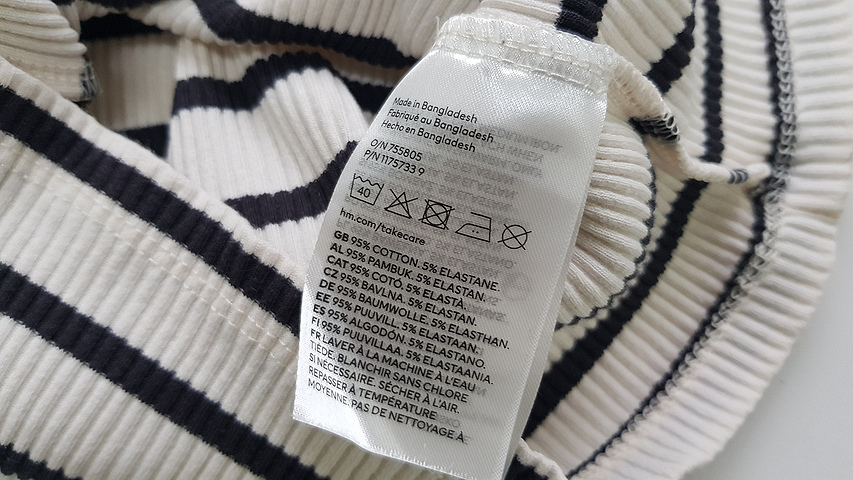 Made in Bangladesh
Fabriqué au Bangladesh
Hecho en Bangladesh
O/N 755805
P/N 1175733 9
40
hm.com/takecare
GB 95% COTTON. 5% ELASTANE.
AL 95% PAMBUK. 5% ELASTAN.
CAT 95% COTÓ. 5% ELASTÀ.
CZ 95% BAVLNA. 5% ELASTAN.
DE 95% BAUMWOLLE. 5% ELASTHAN.
EE 95% PUUVILL. 5% ELASTAAN.
ES 95% ALGODÓN. 5% ELASTANO.
FI 95% PUUVILLAA. 5% ELASTAANIA.
FR LAVER À LA MACHINE À L'EAU
TIÈDE. BLANCHIR SANS CHLORE
SI NÉCESSAIRE. SÉCHER À L'AIR.
REPASSER À TEMPÉRATURE
MOYENNE. PAS DE NETTOYAGE À